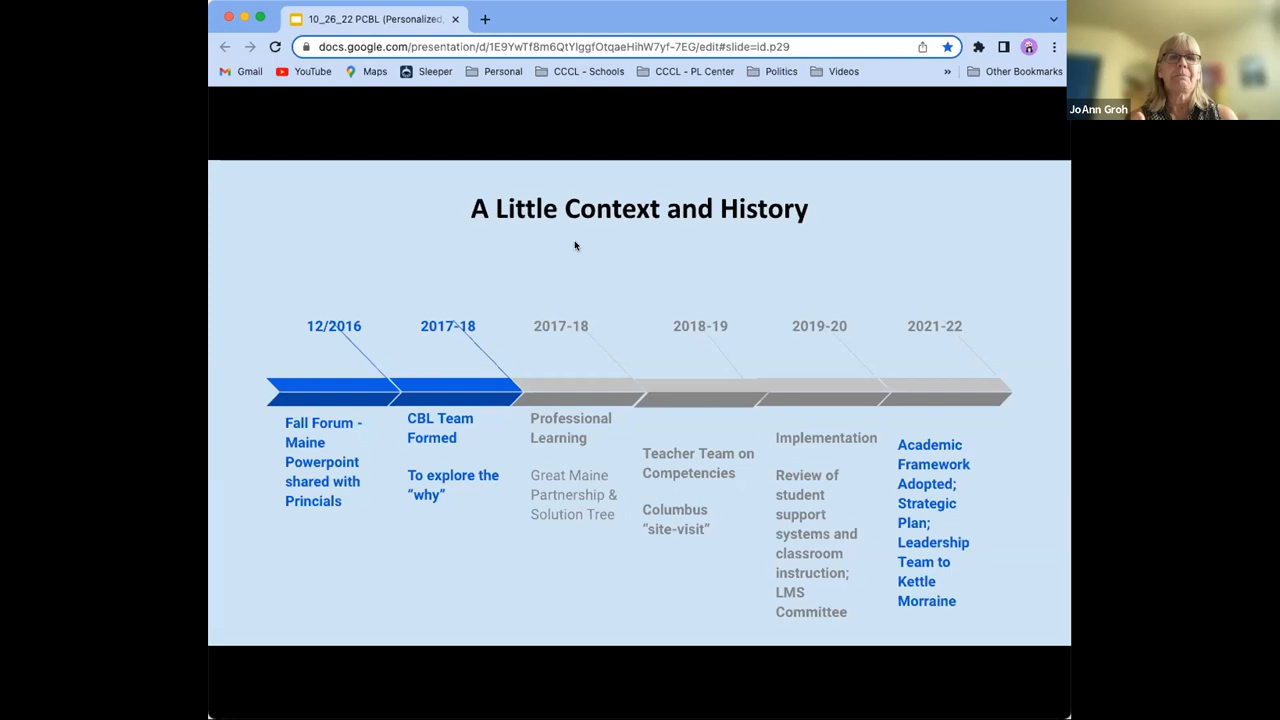 10_26_22 PCBL (Personalized,
docs.google.com/presentation/d/1E9YwTf8m6QtYlggfOtqaeHihW7yf-7EG/edit#slide=id.p29
Gmail YouTube Maps Sleeper Personal CCCL - Schools CCCL - PL Center Politics Videos » Other Bookmarks
JoAnn Groh
A Little Context and History
12/2016 2017-18 2017-18 2018-19 2019-20 2021-22
Fall Forum -
Maine
Powerpoint
shared with
Princials
CBL Team
Formed
To explore the
“why”
Professional
Learning
Great Maine
Partnership &
Solution Tree
Teacher Team on
Competencies
Columbus
“site-visit”
Implementation
Review of
student
support
systems and
classroom
instruction;
LMS
Committee
Academic
Framework
Adopted;
Strategic
Plan;
Leadership
Team to
Kettle
Morraine